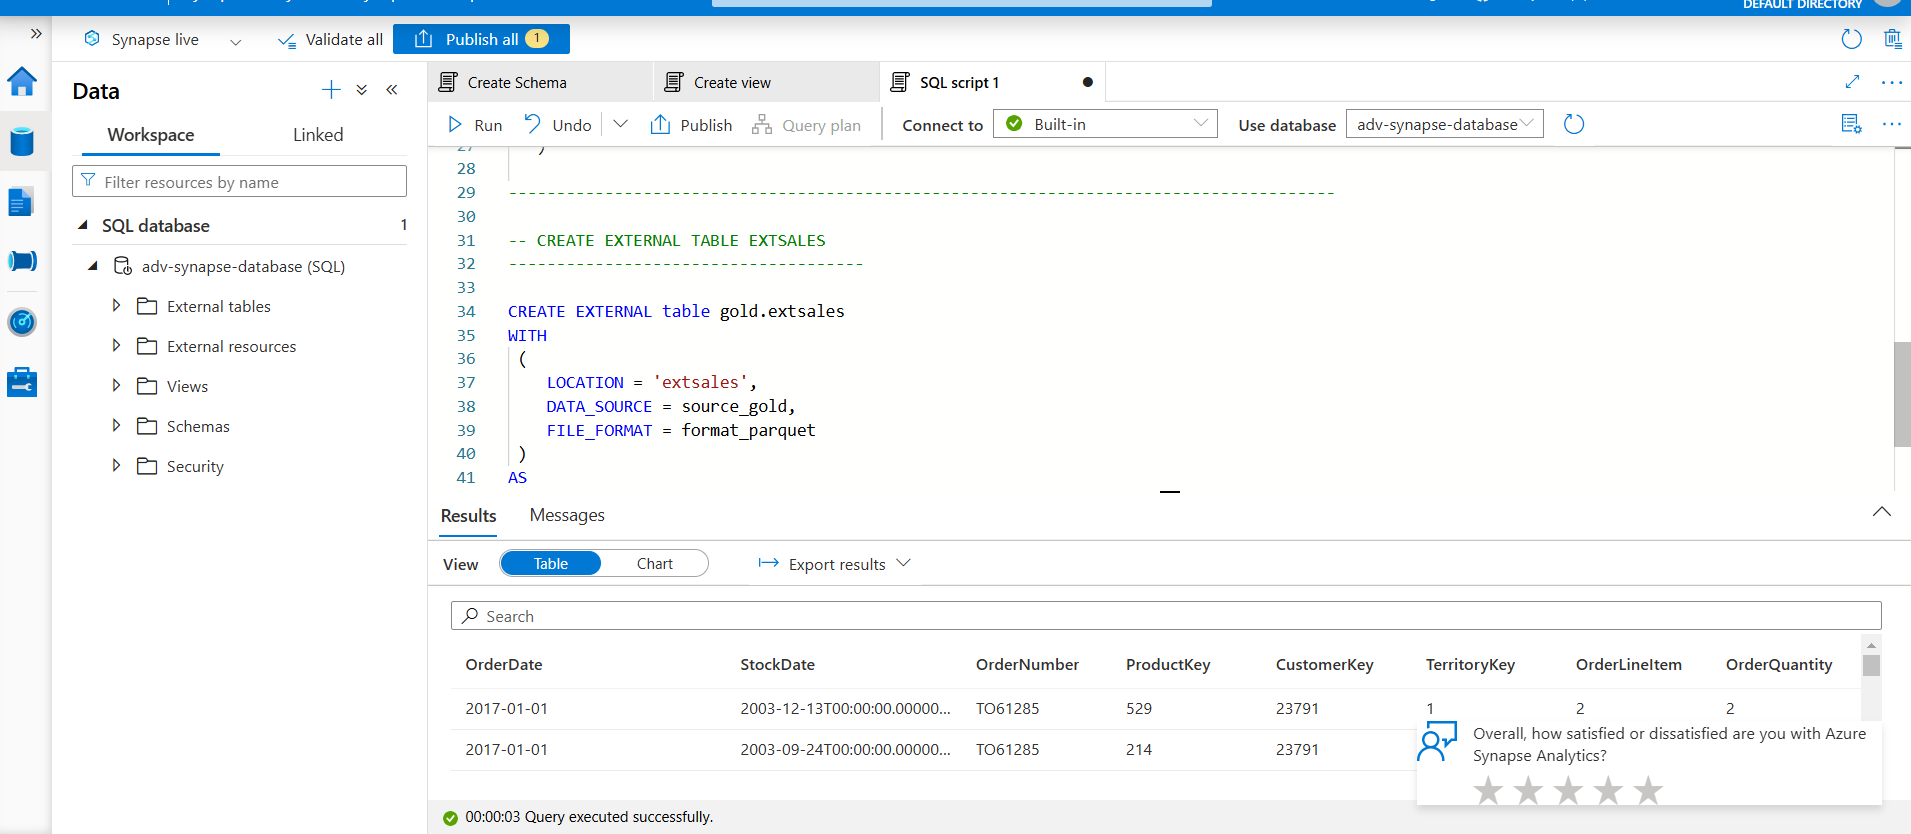 DEFAULT DIRECTORY
Synapse live
Validate all
Publish all 1
Data
Workspace Linked
Filter resources by name
SQL database 1
adv-synapse-database (SQL)
External tables
External resources
Views
Schemas
Security
Create Schema
Create view
SQL script 1
Run Undo Publish Query plan Connect to Built-in Use database adv-synapse-database
27 )
28
29 --------------------------------------------------------------------------------------
30
31 -- CREATE EXTERNAL TABLE EXTSALES
32 -------------------------------------
33
34 CREATE EXTERNAL table gold.extsales
35 WITH
36 (
37 LOCATION = 'extsales',
38 DATA_SOURCE = source_gold,
39 FILE_FORMAT = format_parquet
40 )
41 AS
Results Messages
View Table Chart Export results
Search
OrderDate StockDate OrderNumber ProductKey CustomerKey TerritoryKey OrderLineItem OrderQuantity
2017-01-01 2003-12-13T00:00:00.00000... TO61285 529 23791 1 2 2
2017-01-01 2003-09-24T00:00:00.00000... TO61285 214 23791
Overall, how satisfied or dissatisfied are you with Azure
Synapse Analytics?
00:00:03 Query executed successfully.